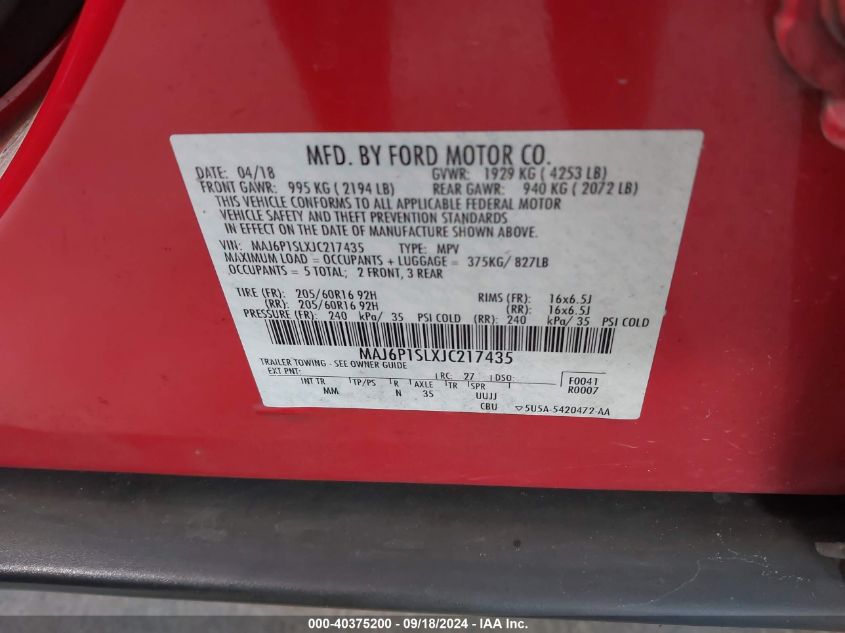 MFD. BY FORD MOTOR CO.
DATE: 04/18 GVWR: 1929 KG ( 4253 LB)
FRONT GAWR: 995 KG ( 2194 LB) REAR GAWR: 940 KG ( 2072 LB)
THIS VEHICLE CONFORMS TO ALL APPLICABLE FEDERAL MOTOR
VEHICLE SAFETY AND THEFT PREVENTION STANDARDS
IN EFFECT ON THE DATE OF MANUFACTURE SHOWN ABOVE.
VIN: MAJ6P1SLXJC217435 TYPE: MPV
MAXIMUM LOAD = OCCUPANTS + LUGGAGE = 375KG/ 827LB
OCCUPANTS = 5 TOTAL; 2 FRONT, 3 REAR
TIRE (FR): 205/60R16 92H RIMS (FR): 16x6.5J
(RR): 205/60R16 92H (RR): 16x6.5J
PRESSURE (FR): 240 kPa/ 35 PSI COLD (RR): 240 kPa/ 35 PSI COLD
MAJ6P1SLXJC217435
TRAILER TOWING - SEE OWNER GUIDE
EXT PNT: RC: 27 DSO: F0041
INT TR TP/PS R AXLE TR SPR R0007
MM N 35 UUJJ
CBU ▽5U5A-5420472-AA
000-40375200 - 09/18/2024 - IAA Inc.